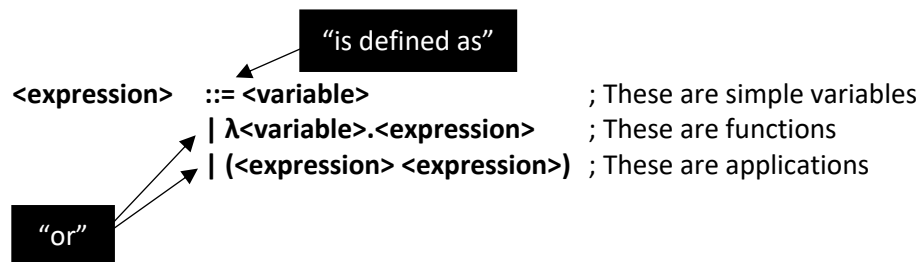 “is defined as”
<expression> ::= <variable> ; These are simple variables
| λ<variable>.<expression> ; These are functions
| (<expression> <expression>) ; These are applications
“or”